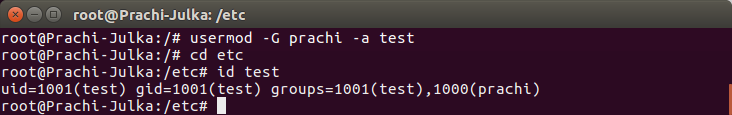 root@Prachi-Julka: /etc
root@Prachi-Julka:/# usermod -G prachi -a test
root@Prachi-Julka:/# cd etc
root@Prachi-Julka:/etc# id test
uid=1001(test) gid=1001(test) groups=1001(test),1000(prachi)
root@Prachi-Julka:/etc#